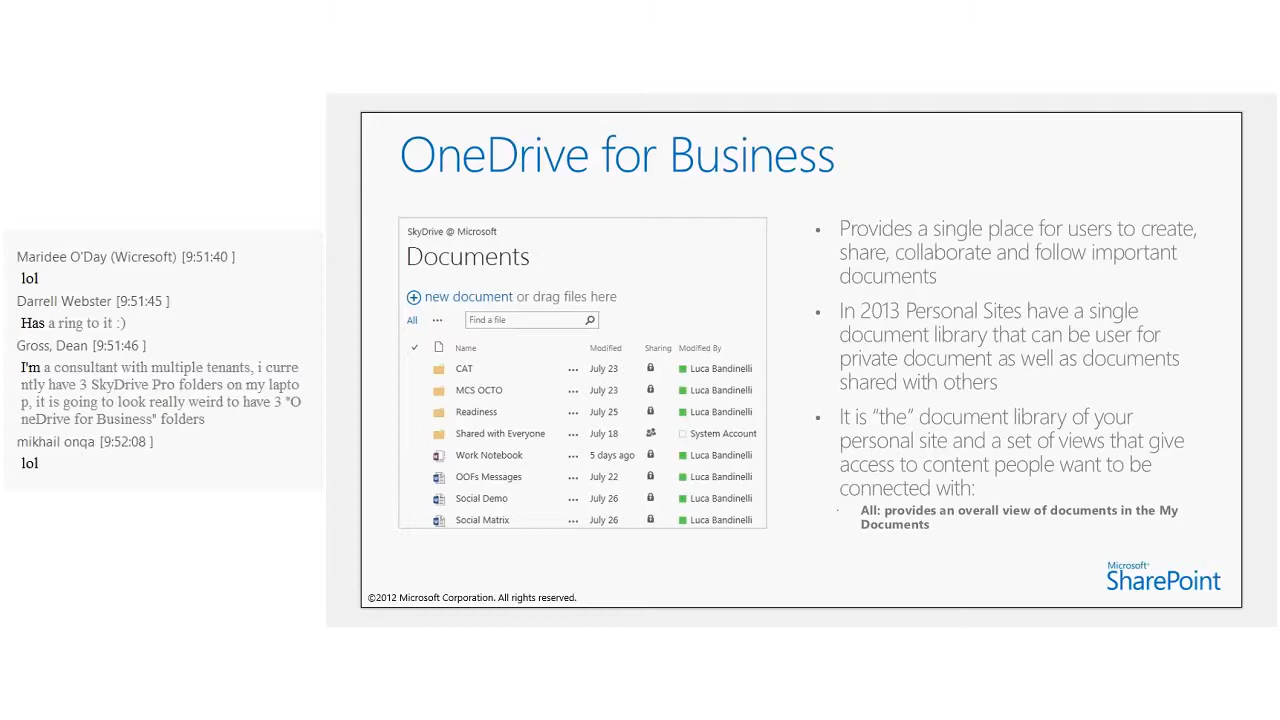 Maridee O'Day (Wicresoft) [9:51:40 ]
lol
Darrell Webster [9:51:45 ]
Has a ring to it :)
Gross, Dean [9:51:46 ]
I'm a consultant with multiple tenants, i curre
ntly have 3 SkyDrive Pro folders on my lapto
p, it is going to look really weird to have 3 "O
neDrive for Business" folders
mikhail onqa [9:52:08 ]
lol
OneDrive for Business
SkyDrive @ Microsoft
Documents
new document or drag files here
All ... Find a file
Name Modified Sharing Modified By
CAT ... July 23 Luca Bandinelli
MCS OCTO ... July 23 Luca Bandinelli
Readiness ... July 25 Luca Bandinelli
Shared with Everyone ... July 18 System Account
Work Notebook ... 5 days ago Luca Bandinelli
OOFs Messages ... July 22 Luca Bandinelli
Social Demo ... July 26 Luca Bandinelli
Social Matrix ... July 26 Luca Bandinelli
• Provides a single place for users to create,
share, collaborate and follow important
documents
• In 2013 Personal Sites have a single
document library that can be user for
private document as well as documents
shared with others
• It is “the” document library of your
personal site and a set of views that give
access to content people want to be
connected with:
· All: provides an overall view of documents in the My
Documents
Microsoft®
SharePoint
©2012 Microsoft Corporation. All rights reserved.